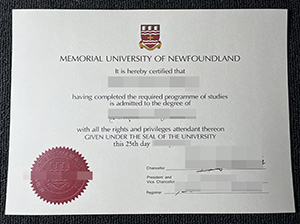 MEMORIAL UNIVERSITY OF NEWFOUNDLAND
It is hereby certified that
having completed the required programme of studies
is admitted to the degree of
with all the rights and privileges attendant thereon
GIVEN UNDER THE SEAL OF THE UNIVERSITY
this 25th day
Chancellor
President and
Vice Chancellor
Registrar